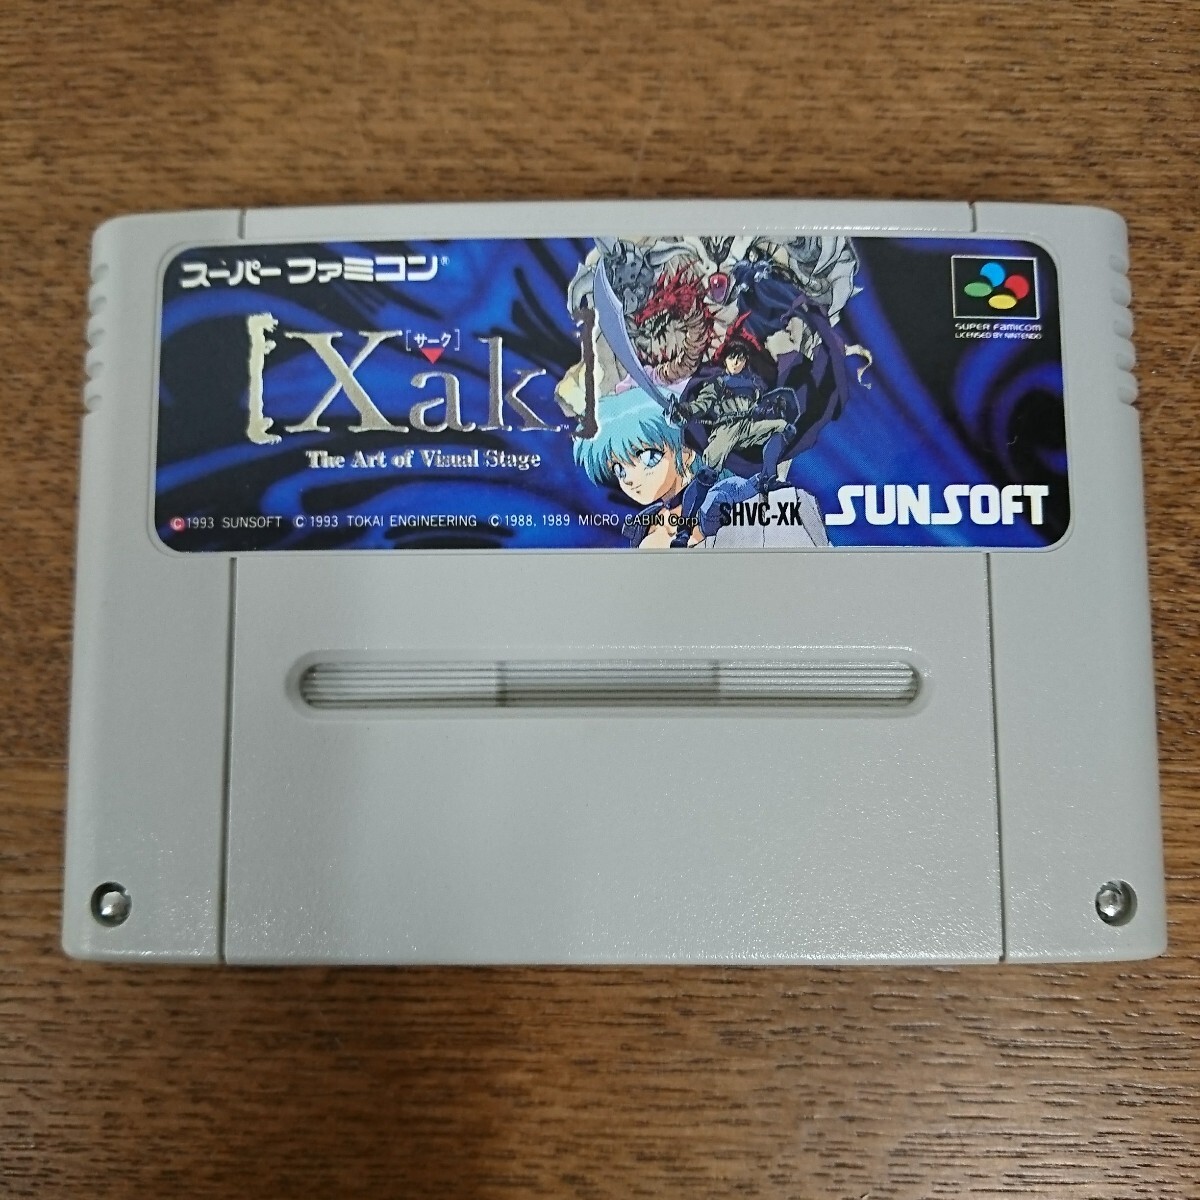 スーパーファミコン®
[サーク]
[Xak]™
The Art of Visual Stage
SUPER Famicom
LICENSED BY NINTENDO
©1993 SUNSOFT © 1993 TOKAI ENGINEERING © 1988, 1989 MICRO CABIN Corp.
SHVC-XK
SUNSOFT